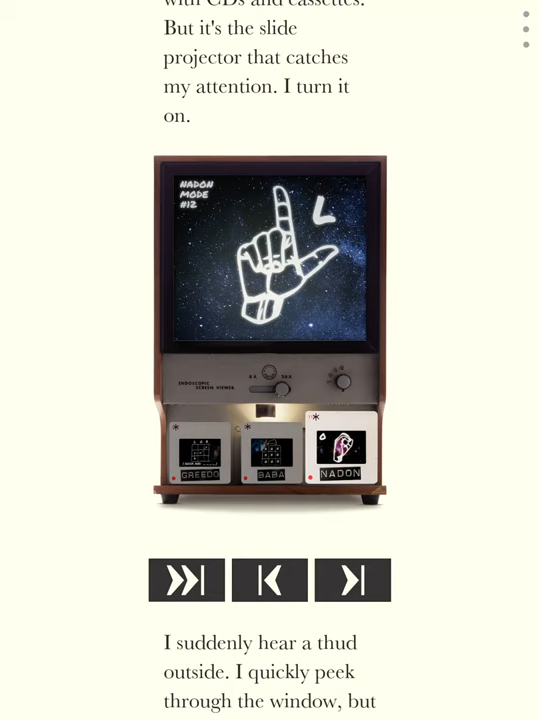 with CDs and cassettes.
But it's the slide
projector that catches
my attention. I turn it
on.
NADON
MODE
#12
L
ENDOSCOPIC
SCREEN VIEWER
GREEDO
BABA
NADON
I suddenly hear a thud
outside. I quickly peek
through the window, but